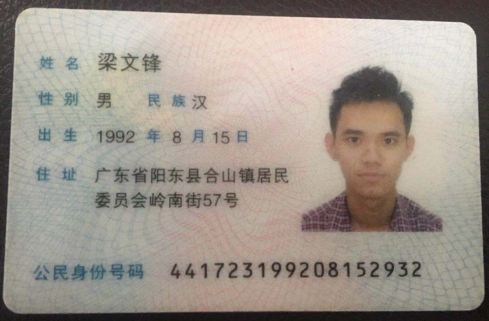 姓名 梁文锋
性别 男 民族 汉
出生 1992 年 8 月 15 日
住址 广东省阳东县合山镇居民
委员会岭南街57号
公民身份号码 441723199208152932